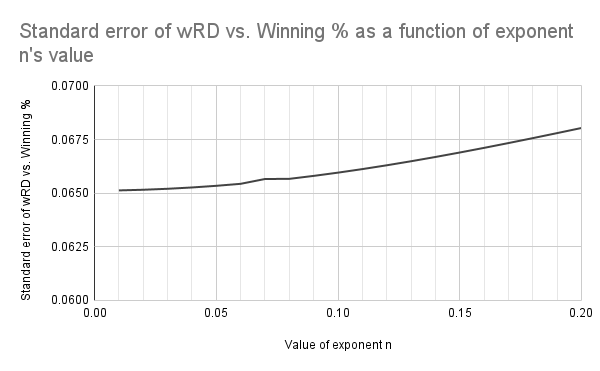 Standard error of wRD vs. Winning % as a function of exponent
n's value
Standard error of wRD vs. Winning %
0.0700
0.0675
0.0650
0.0625
0.0600
0.00
0.05
0.10
0.15
0.20
Value of exponent n